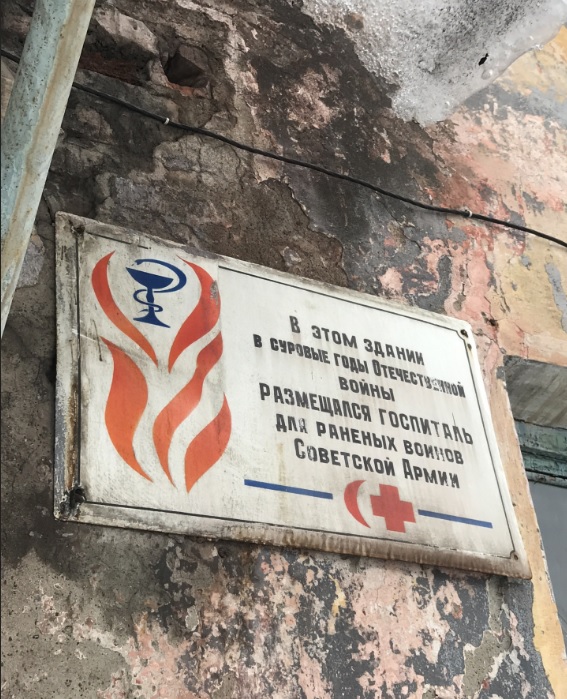 В ЭТОМ ЗДАНИИ
В СУРОВЫЕ ГОДЫ ОТЕЧЕСТВЕННОЙ
ВОЙНЫ
РАЗМЕЩАЛСЯ ГОСПИТАЛЬ
ДЛЯ РАНЕНЫХ ВОИНОВ
СОВЕТСКОЙ АРМИИ